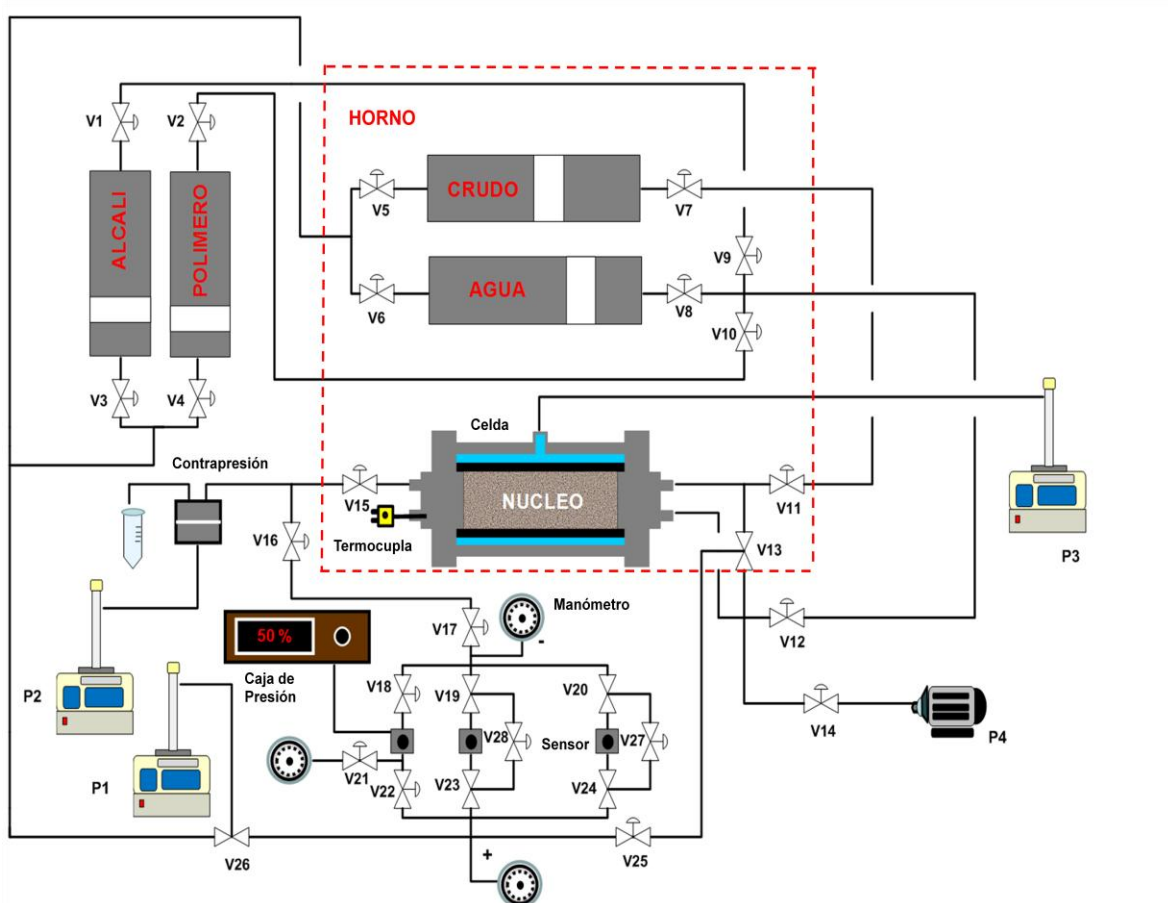 HORNO
V1
V2
ALCALI
POLIMERO
CRUDO
V5
V7
AGUA
V9
V6
V8
V10
V3
V4
Celda
Contrapresión
NUCLEO
V15
V11
V16
Termocupla
V13
P3
Manómetro
V17
-
V12
50 %
Caja de
Presión
V18
V19
V20
P2
V28
Sensor
V27
V14
P4
V21
P1
V22
V23
V24
V26
V25
+